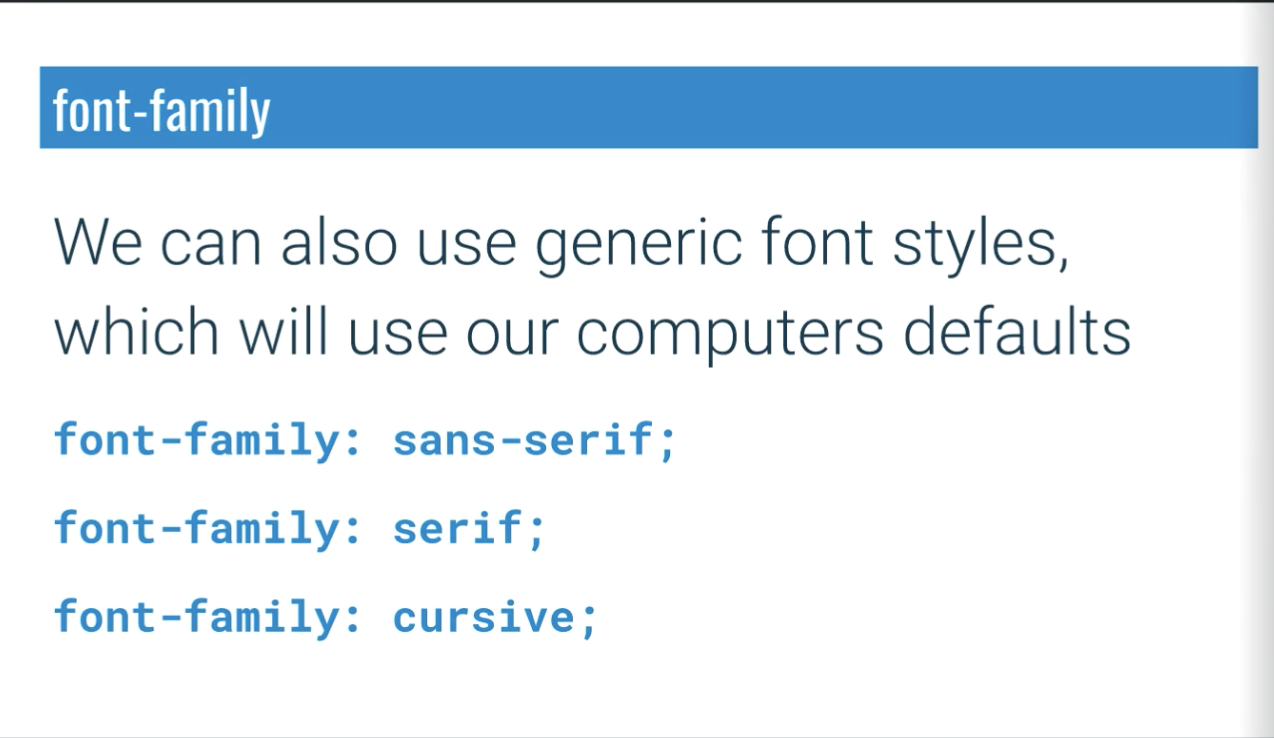 font-family
We can also use generic font styles,
which will use our computers defaults
font-family: sans-serif;
font-family: serif;
font-family: cursive;